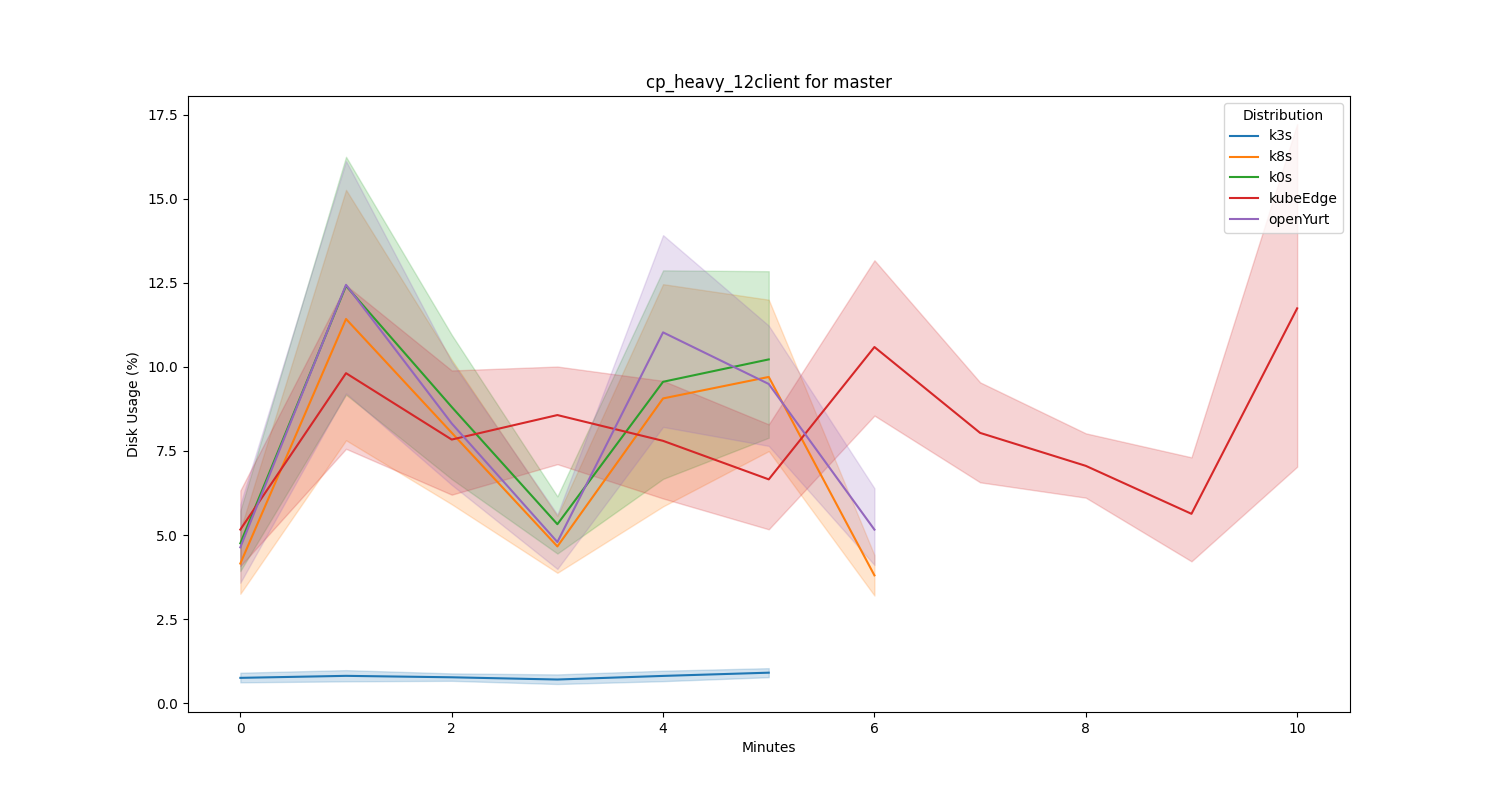 cp_heavy_12client for master
Distribution
k3s
k8s
k0s
kubeEdge
openYurt
Disk Usage (%)
17.5
15.0
12.5
10.0
7.5
5.0
2.5
0.0
0 2 4 6 8 10
Minutes